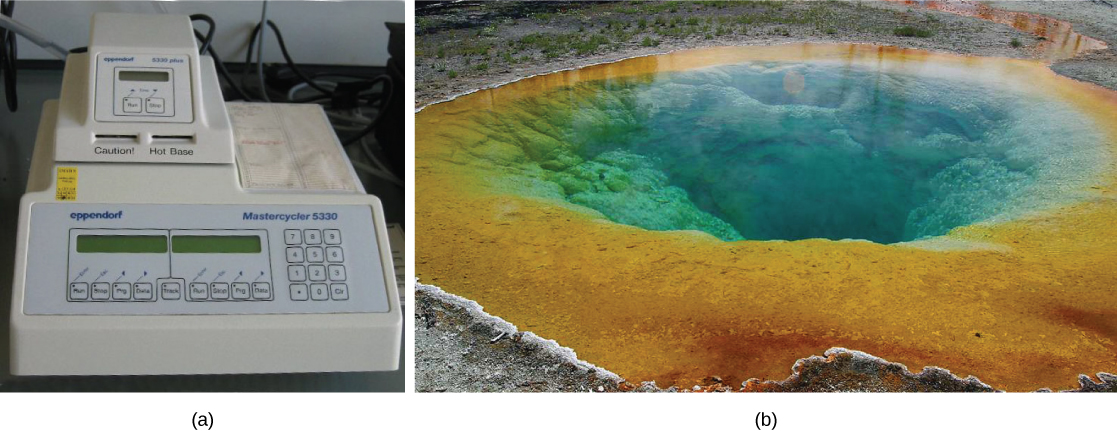 eppendorf 5330 plus
Run Stop
Caution! Hot Base
eppendorf Mastercycler 5330
7 8 9
4 5 6
1 2 3
Run Stop Prg Data Track Run Stop Prg Data • 0 Clr
(a) (b)